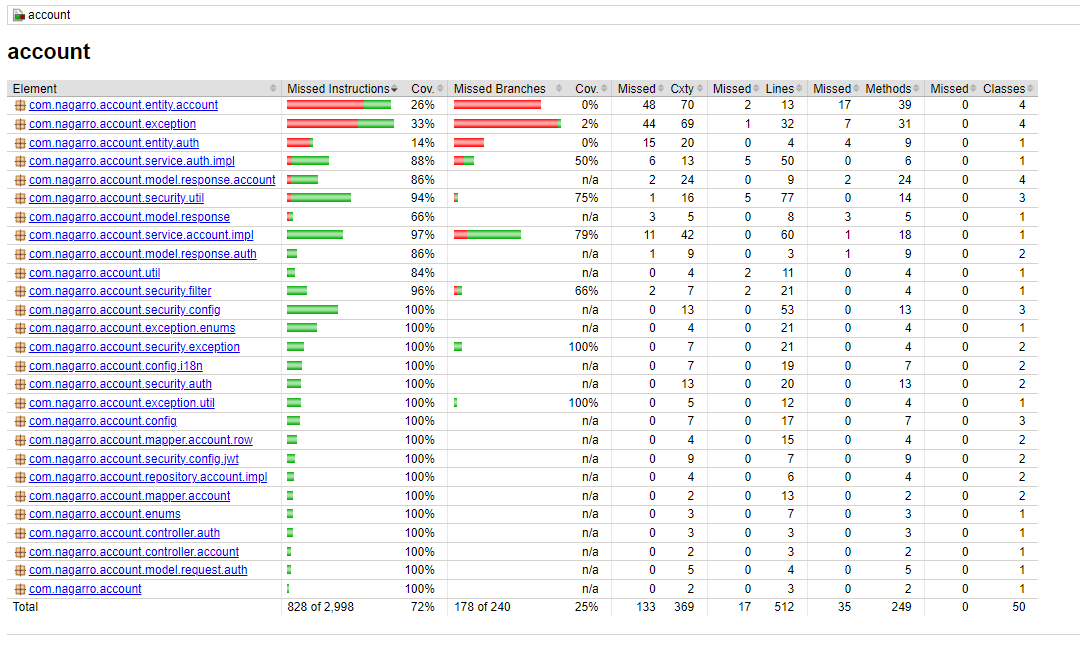 account
account
Element Missed Instructions Cov. Missed Branches Cov. Missed Cxty Missed Lines Missed Methods Missed Classes
com.nagarro.account.entity.account 26% 0% 48 70 2 13 17 39 0 4
com.nagarro.account.exception 33% 2% 44 69 1 32 7 31 0 4
com.nagarro.account.entity.auth 14% 0% 15 20 0 4 4 9 0 1
com.nagarro.account.service.auth.impl 88% 50% 6 13 5 50 0 6 0 1
com.nagarro.account.model.response.account 86% n/a 2 24 0 9 2 24 0 4
com.nagarro.account.security.util 94% 75% 1 16 5 77 0 14 0 3
com.nagarro.account.model.response 66% n/a 3 5 0 8 3 5 0 1
com.nagarro.account.service.account.impl 97% 79% 11 42 0 60 1 18 0 1
com.nagarro.account.model.response.auth 86% n/a 1 9 0 3 1 9 0 2
com.nagarro.account.util 84% n/a 0 4 2 11 0 4 0 1
com.nagarro.account.security.filter 96% 66% 2 7 2 21 0 4 0 1
com.nagarro.account.security.config 100% n/a 0 13 0 53 0 13 0 3
com.nagarro.account.exception.enums 100% n/a 0 4 0 21 0 4 0 1
com.nagarro.account.security.exception 100% 100% 0 7 0 21 0 4 0 2
com.nagarro.account.config.i18n 100% n/a 0 7 0 19 0 7 0 2
com.nagarro.account.security.auth 100% n/a 0 13 0 20 0 13 0 2
com.nagarro.account.exception.util 100% 100% 0 5 0 12 0 4 0 1
com.nagarro.account.config 100% n/a 0 7 0 17 0 7 0 3
com.nagarro.account.mapper.account.row 100% n/a 0 4 0 15 0 4 0 2
com.nagarro.account.security.config.jwt 100% n/a 0 9 0 7 0 9 0 2
com.nagarro.account.repository.account.impl 100% n/a 0 4 0 6 0 4 0 2
com.nagarro.account.mapper.account 100% n/a 0 2 0 13 0 2 0 2
com.nagarro.account.enums 100% n/a 0 3 0 7 0 3 0 1
com.nagarro.account.controller.auth 100% n/a 0 3 0 3 0 3 0 1
com.nagarro.account.controller.account 100% n/a 0 2 0 3 0 2 0 1
com.nagarro.account.model.request.auth 100% n/a 0 5 0 4 0 5 0 1
com.nagarro.account 100% n/a 0 2 0 3 0 2 0 1
Total 828 of 2,998 72% 178 of 240 25% 133 369 17 512 35 249 0 50